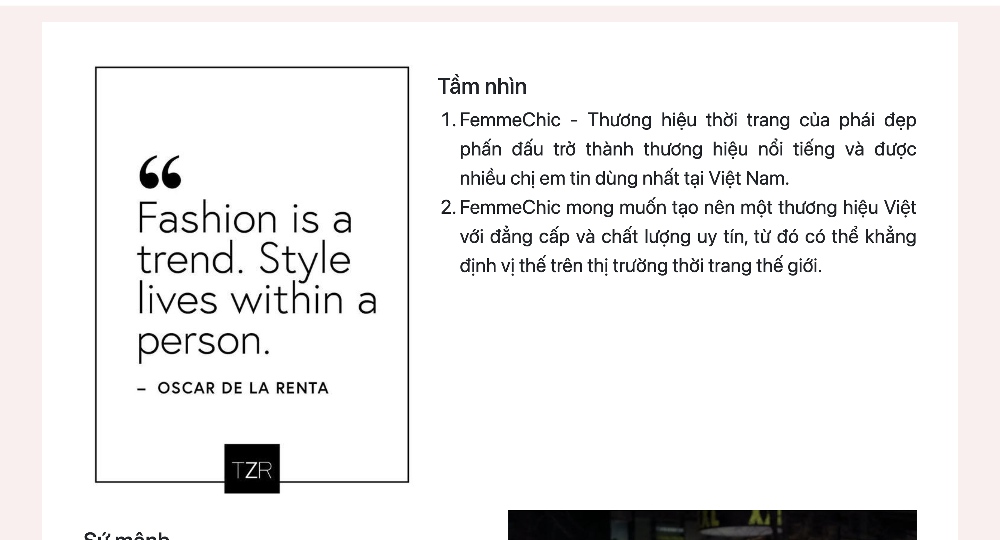 “
Fashion is a
trend. Style
lives within a
person.
– OSCAR DE LA RENTA
TZR
Tầm nhìn
1. FemmeChic - Thương hiệu thời trang của phái đẹp
phấn đấu trở thành thương hiệu nổi tiếng và được
nhiều chị em tin dùng nhất tại Việt Nam.
2. FemmeChic mong muốn tạo nên một thương hiệu Việt
với đẳng cấp và chất lượng uy tín, từ đó có thể khẳng
định vị thế trên thị trường thời trang thế giới.
Sứ mệnh